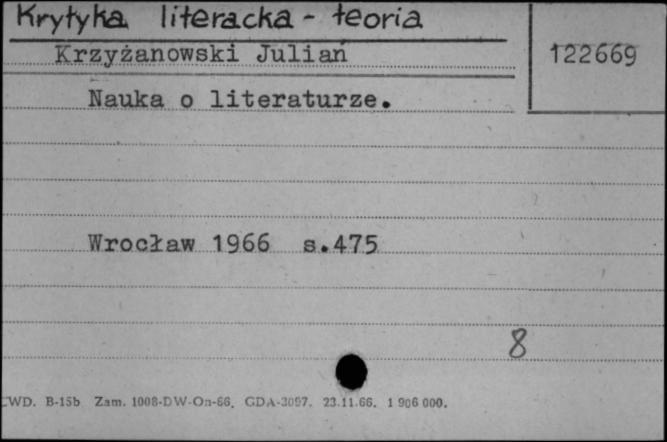 Krytyka literacka - teoria
Krzyżanowski Julian
122669
Nauka o literaturze.
Wrocław 1966 s.475
8
CWD. B-15b Zam. 1008-DW-On-66. GDA-3097. 23.11.66. 1 906 000.